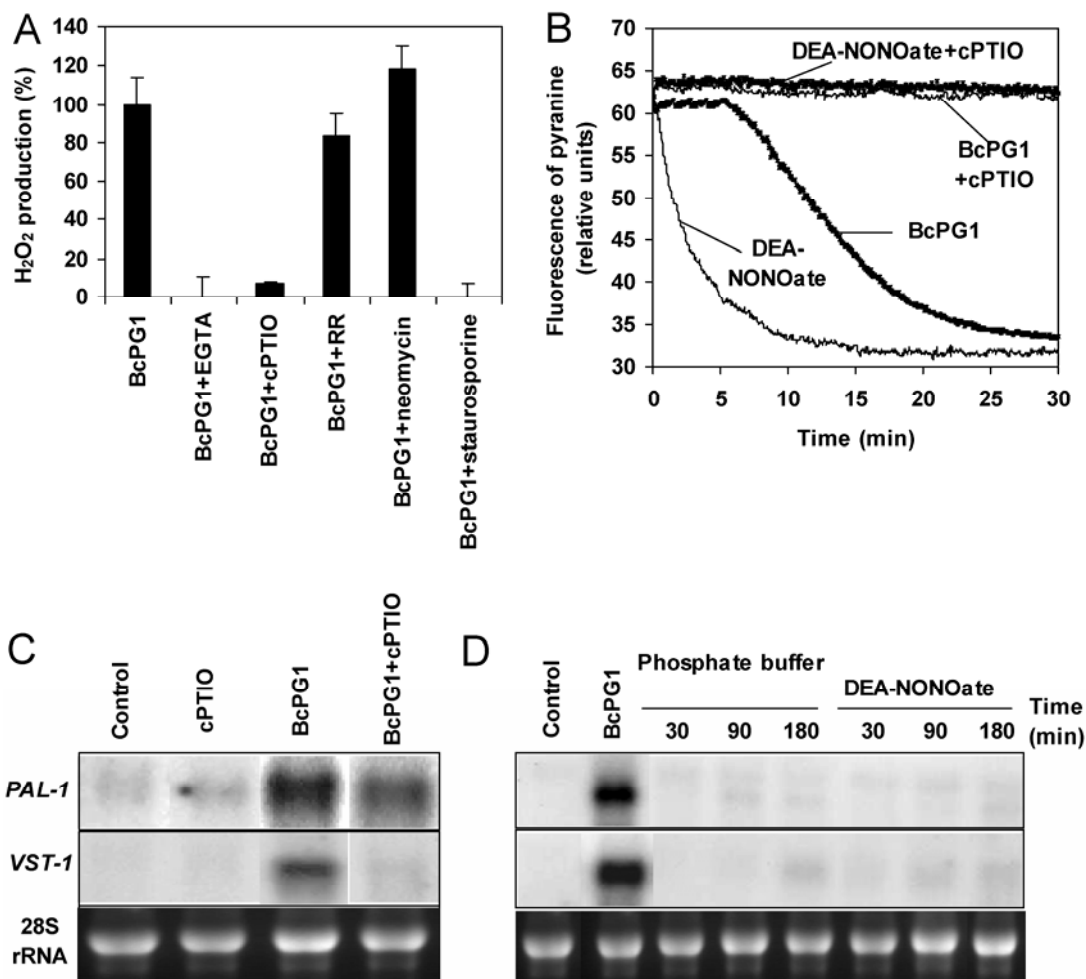 A
H₂O₂ production (%)
140
120
100
80
60
40
20
0
BcPG1
BcPG1+EGTA
BcPG1+cPTIO
BcPG1+RR
BcPG1+neomycin
BcPG1+staurosporine
B
Fluorescence of pyranine
(relative units)
65
60
55
50
45
40
35
30
DEA-NONOate+cPTIO
BcPG1
+cPTIO
BcPG1
DEA-
NONOate
0 5 10 15 20 25 30
Time (min)
C
Control
cPTIO
BcPG1
BcPG1+cPTIO
PAL-1
VST-1
28S
rRNA
D
Control
BcPG1
Phosphate buffer
DEA-NONOate
Time
30 90 180 30 90 180 (min)